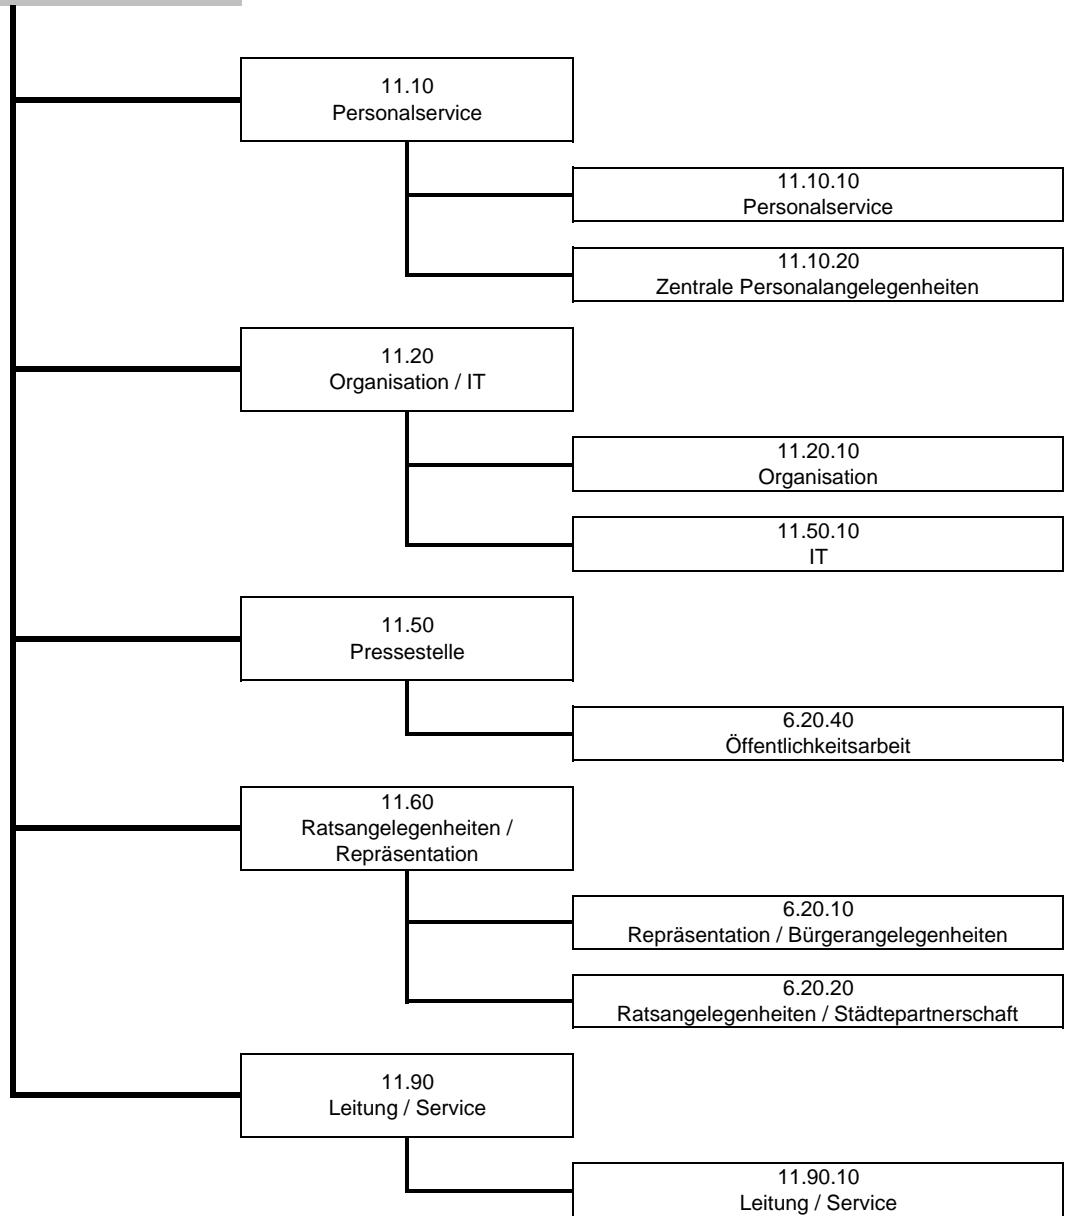 11.10
Personalservice
11.10.10
Personalservice
11.10.20
Zentrale Personalangelegenheiten
11.20
Organisation / IT
11.20.10
Organisation
11.50.10
IT
11.50
Pressestelle
6.20.40
Öffentlichkeitsarbeit
11.60
Ratsangelegenheiten /
Repräsentation
6.20.10
Repräsentation / Bürgerangelegenheiten
6.20.20
Ratsangelegenheiten / Städtepartnerschaft
11.90
Leitung / Service
11.90.10
Leitung / Service